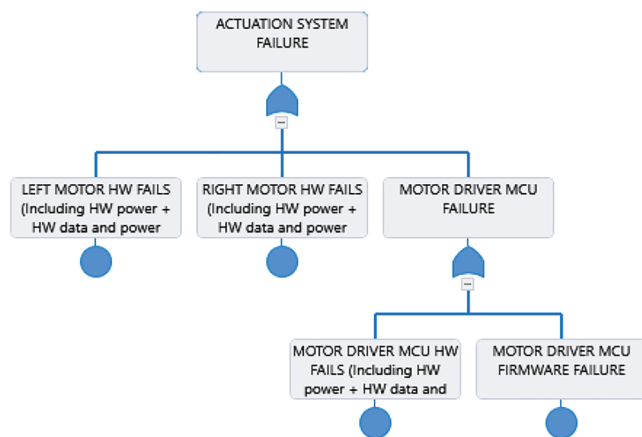 ACTUATION SYSTEM
FAILURE
LEFT MOTOR HW FAILS
(Including HW power +
HW data and power
RIGHT MOTOR HW FAILS
(Including HW power +
HW data and power
MOTOR DRIVER MCU
FAILURE
MOTOR DRIVER MCU HW
FAILS (Including HW
power + HW data and
MOTOR DRIVER MCU
FIRMWARE FAILURE